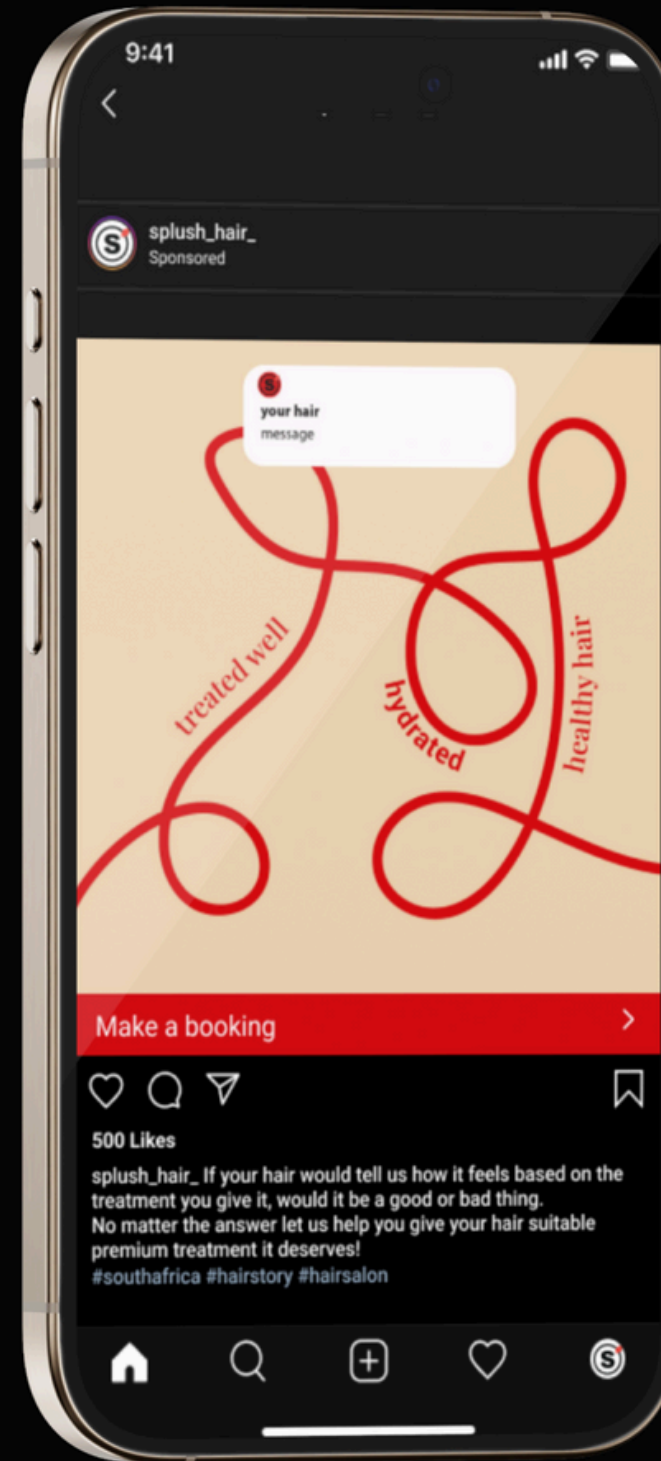 9:41
S
splush_hair_
Sponsored
S
your hair
message
treated well
hydrated
healthy hair
Make a booking
500 Likes
splush_hair_ If your hair would tell us how it feels based on the
treatment you give it, would it be a good or bad thing.
No matter the answer let us help you give your hair suitable
premium treatment it deserves!
#southafrica #hairstory #hairsalon
S